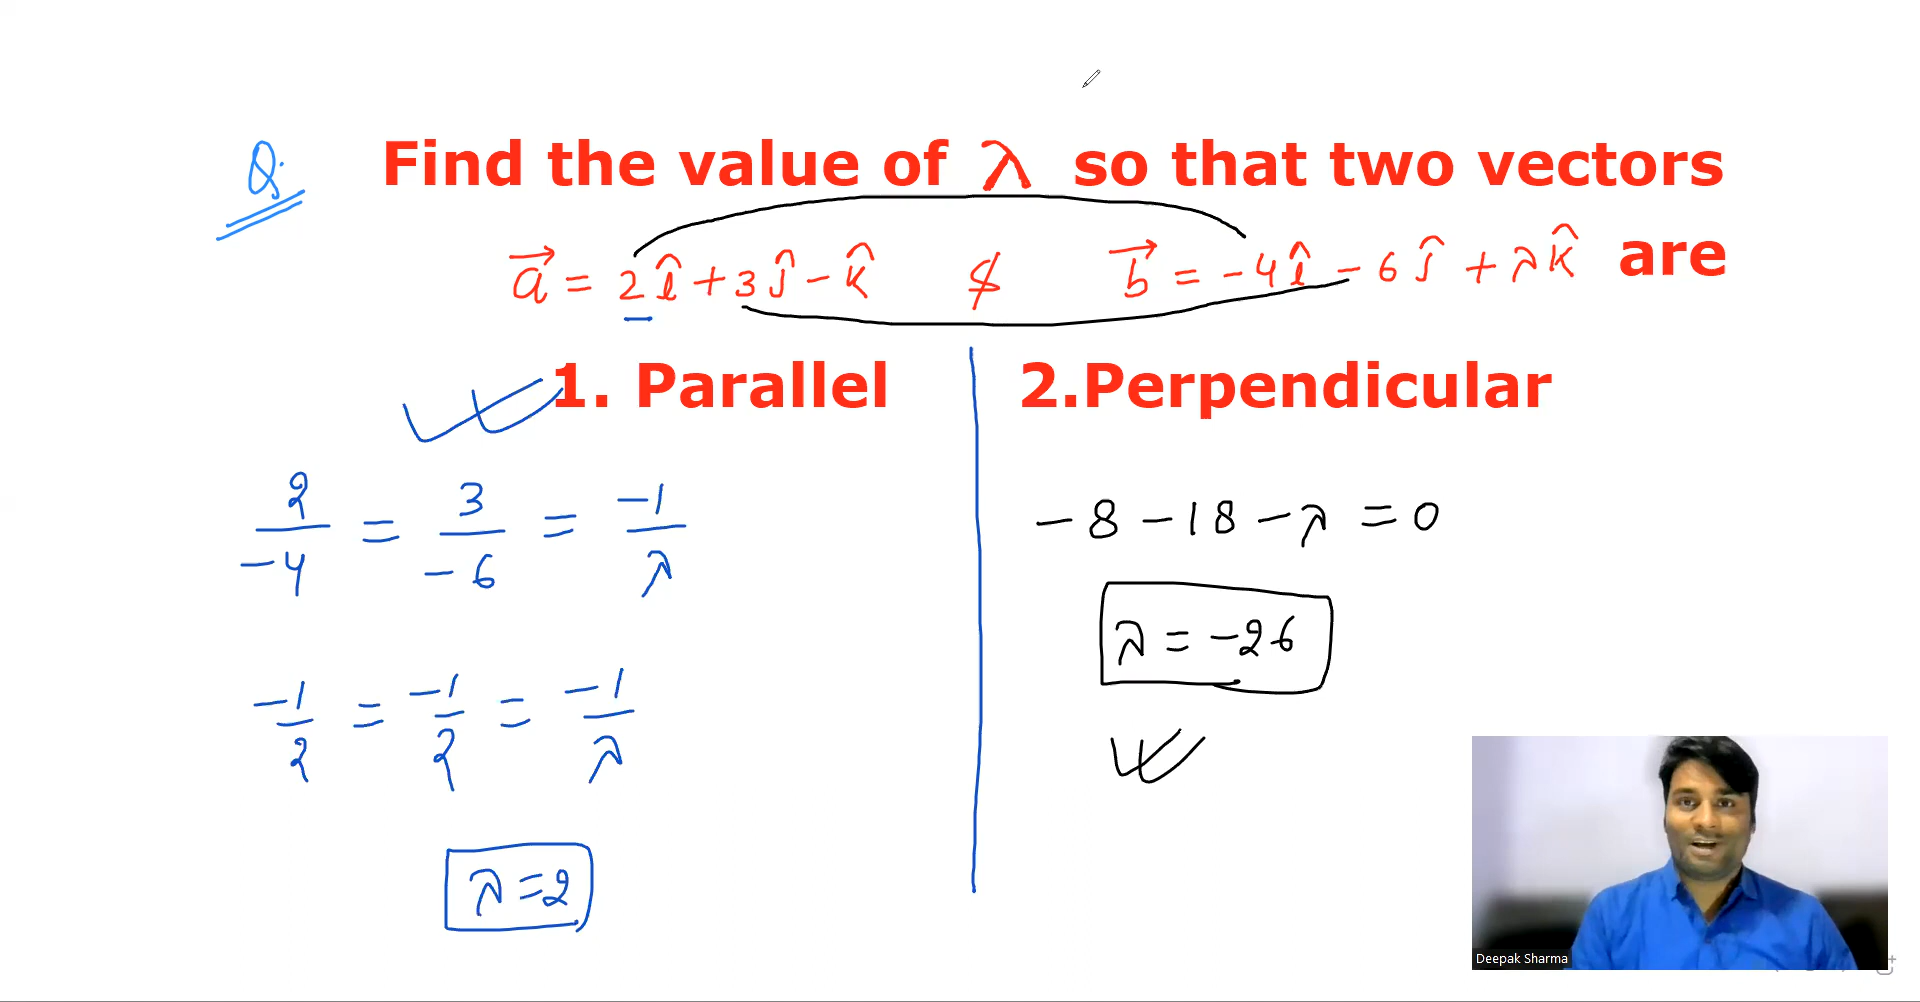 Q. Find the value of λ so that two vectors
a⃗ = 2î + 3ĵ - k̂ & b⃗ = -4î - 6ĵ + λk̂ are
1. Parallel
2/-4 = 3/-6 = -1/λ
-1/2 = -1/2 = -1/λ
λ = 2
2.Perpendicular
-8 - 18 - λ = 0
λ = -26
Deepak Sharma